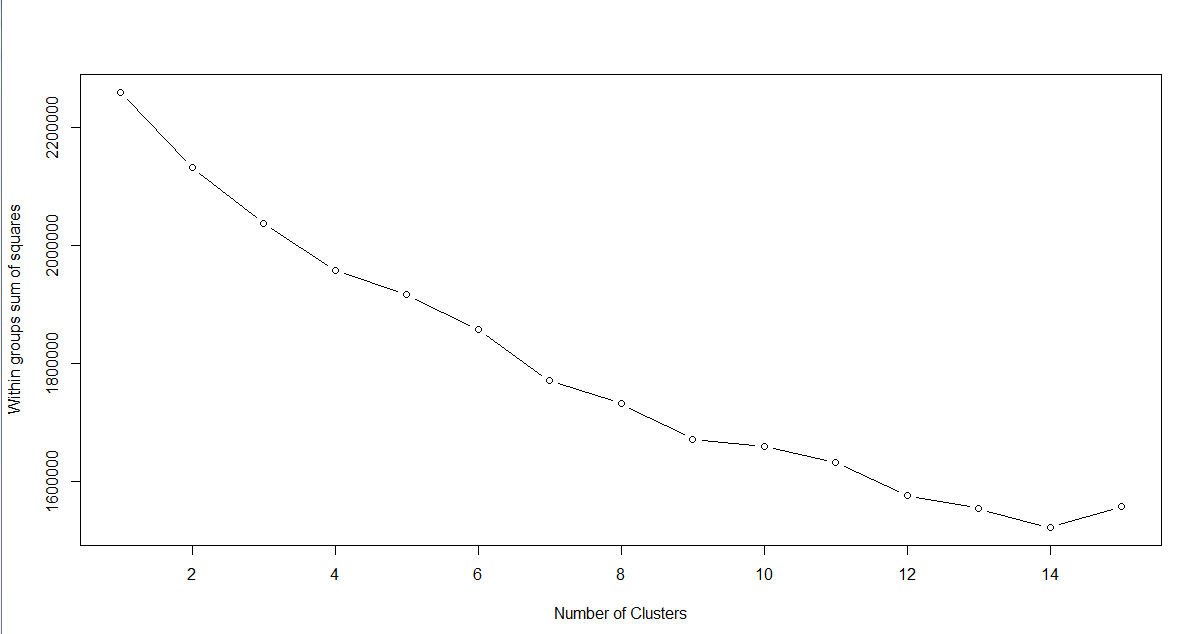 Within groups sum of squares
2200000
2000000
1800000
1600000
2 4 6 8 10 12 14
Number of Clusters